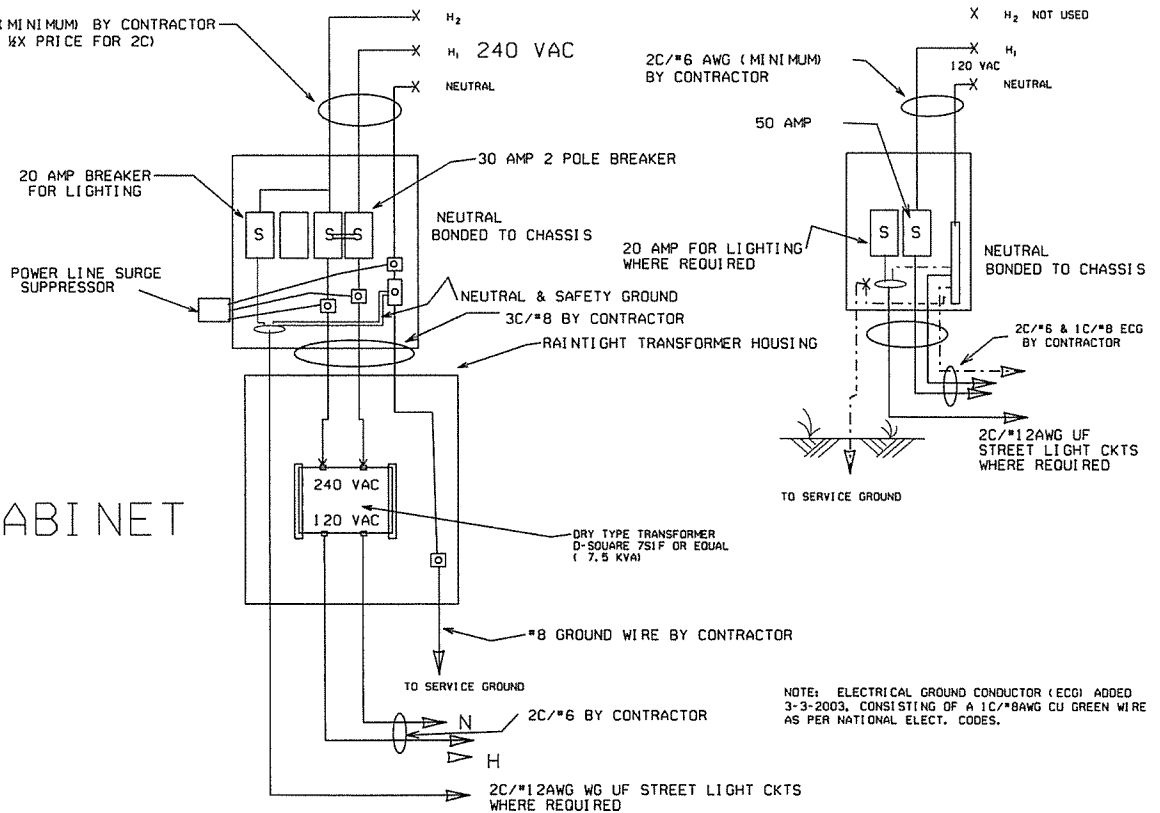 (MINIMUM) BY CONTRACTOR
½X PRICE FOR 2C)
H2
H1 240 VAC
NEUTRAL
20 AMP BREAKER
FOR LIGHTING
30 AMP 2 POLE BREAKER
S
S
S
NEUTRAL
BONDED TO CHASSIS
POWER LINE SURGE
SUPPRESSOR
NEUTRAL & SAFETY GROUND
3C/#8 BY CONTRACTOR
RAINTIGHT TRANSFORMER HOUSING
240 VAC
120 VAC
ABINET
DRY TYPE TRANSFORMER
D-SQUARE 7S1F OR EQUAL
( 7.5 KVA)
#8 GROUND WIRE BY CONTRACTOR
TO SERVICE GROUND
N
2C/#6 BY CONTRACTOR
H
2C/#12AWG WG UF STREET LIGHT CKTS
WHERE REQUIRED
H2 NOT USED
H1
120 VAC
NEUTRAL
2C/#6 AWG (MINIMUM)
BY CONTRACTOR
50 AMP
S
S
20 AMP FOR LIGHTING
WHERE REQUIRED
NEUTRAL
BONDED TO CHASSIS
2C/#6 & 1C/#8 ECG
BY CONTRACTOR
2C/#12AWG UF
STREET LIGHT CKTS
WHERE REQUIRED
TO SERVICE GROUND
NOTE: ELECTRICAL GROUND CONDUCTOR (ECG) ADDED
3-3-2003, CONSISTING OF A 1C/#8AWG CU GREEN WIRE
AS PER NATIONAL ELECT. CODES.